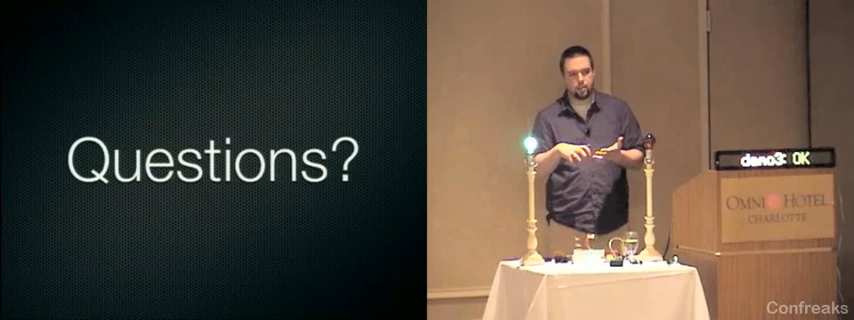 Questions?
demo3: OK
OMNI HOTEL
CHARLOTTE
Confreaks